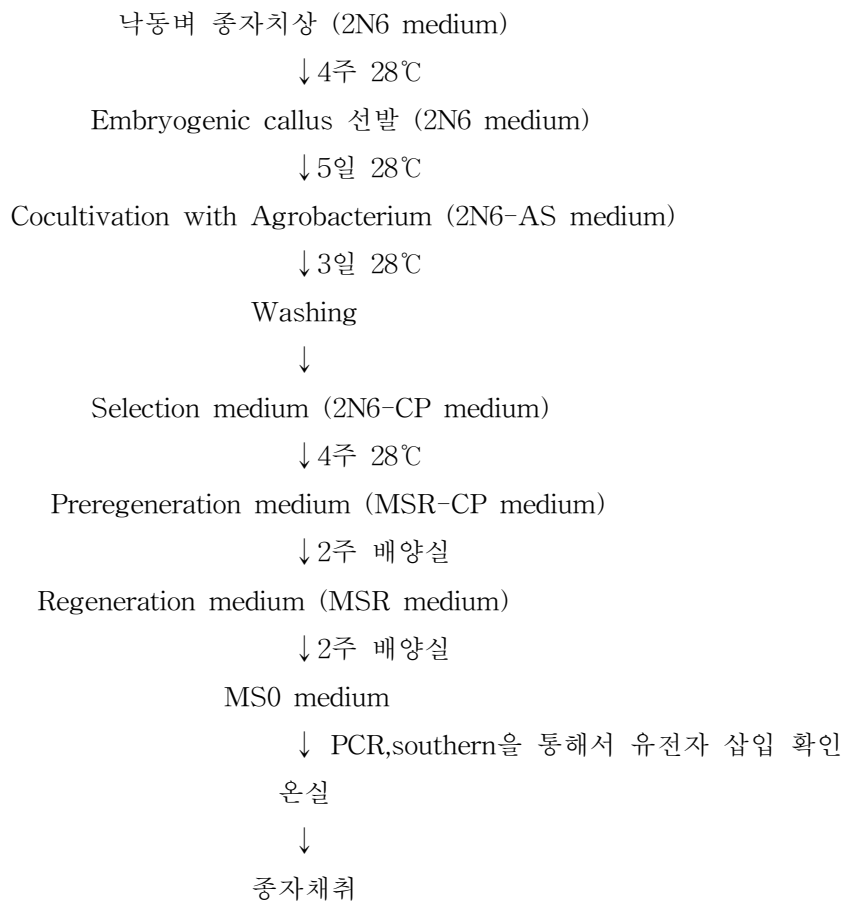 낙동벼 종자치상 (2N6 medium)
↓4주 28℃
Embryogenic callus 선발 (2N6 medium)
↓5일 28℃
Cocultivation with Agrobacterium (2N6-AS medium)
↓3일 28℃
Washing
↓
Selection medium (2N6-CP medium)
↓4주 28℃
Preregeneration medium (MSR-CP medium)
↓2주 배양실
Regeneration medium (MSR medium)
↓2주 배양실
MS0 medium
↓ PCR,southern을 통해서 유전자 삽입 확인
온실
↓
종자채취